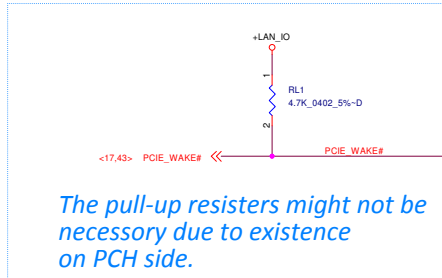 +LAN_IO
1
RL1
4.7K_0402_5%~D
2
<17,43> PCIE_WAKE# PCIE_WAKE#
The pull-up resisters might not be
necessary due to existence
on PCH side.